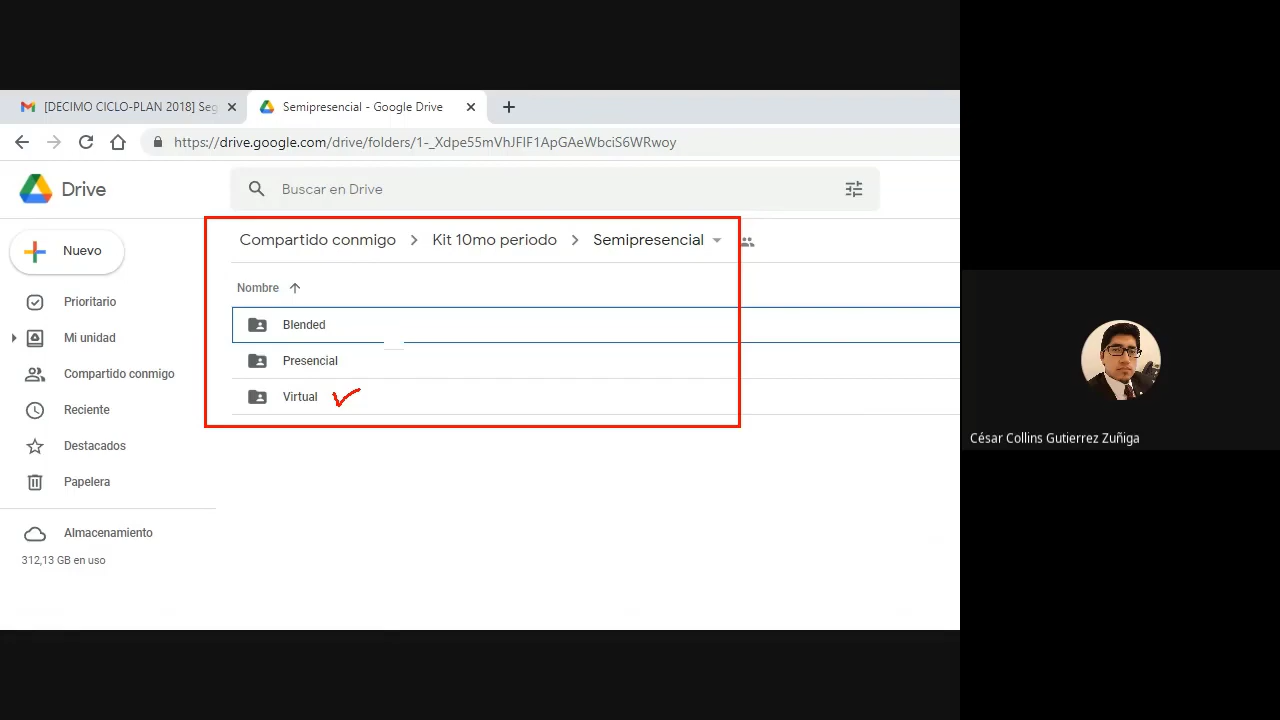 [DECIMO CICLO-PLAN 2018] Seg
Semipresencial - Google Drive
https://drive.google.com/drive/folders/1-_Xdpe55mVhJFIF1ApGAeWbciS6WRwoy
Drive
Buscar en Drive
Nuevo
Prioritario
Mi unidad
Compartido conmigo
Reciente
Destacados
Papelera
Almacenamiento
312,13 GB en uso
Compartido conmigo > Kit 10mo periodo > Semipresencial
Nombre
Blended
Presencial
Virtual
César Collins Gutierrez Zuñiga